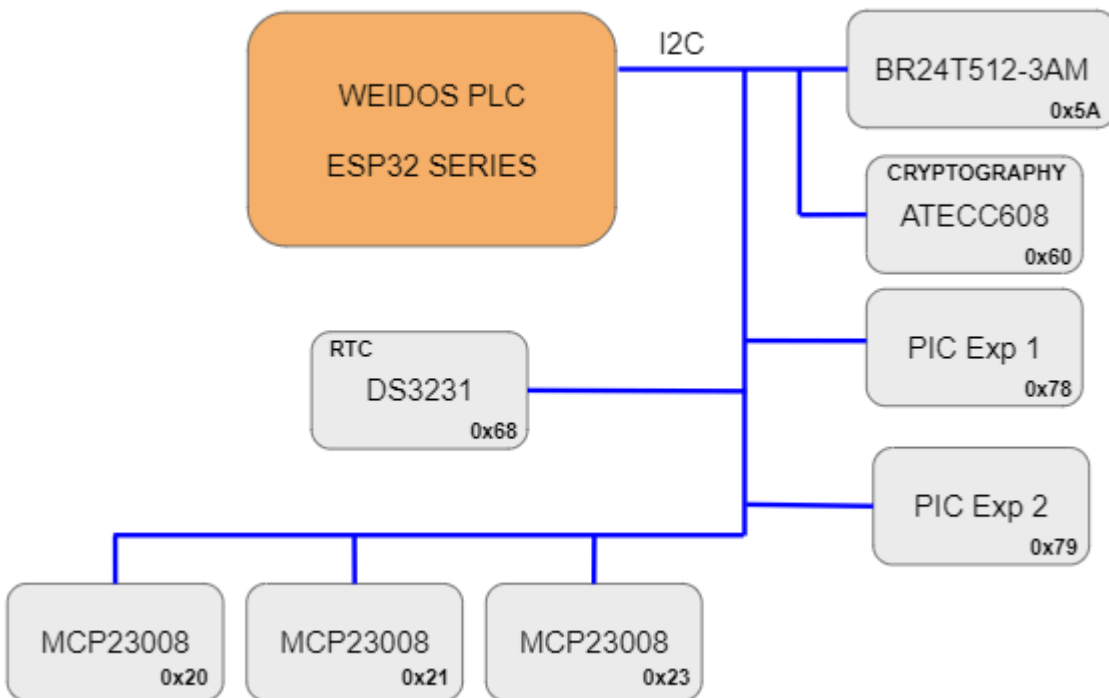 WEIDOS PLC
ESP32 SERIES
I2C
BR24T512-3AM
0x5A
CRYPTOGRAPHY
ATECC608
0x60
PIC Exp 1
0x78
RTC
DS3231
0x68
PIC Exp 2
0x79
MCP23008
0x20
MCP23008
0x21
MCP23008
0x23